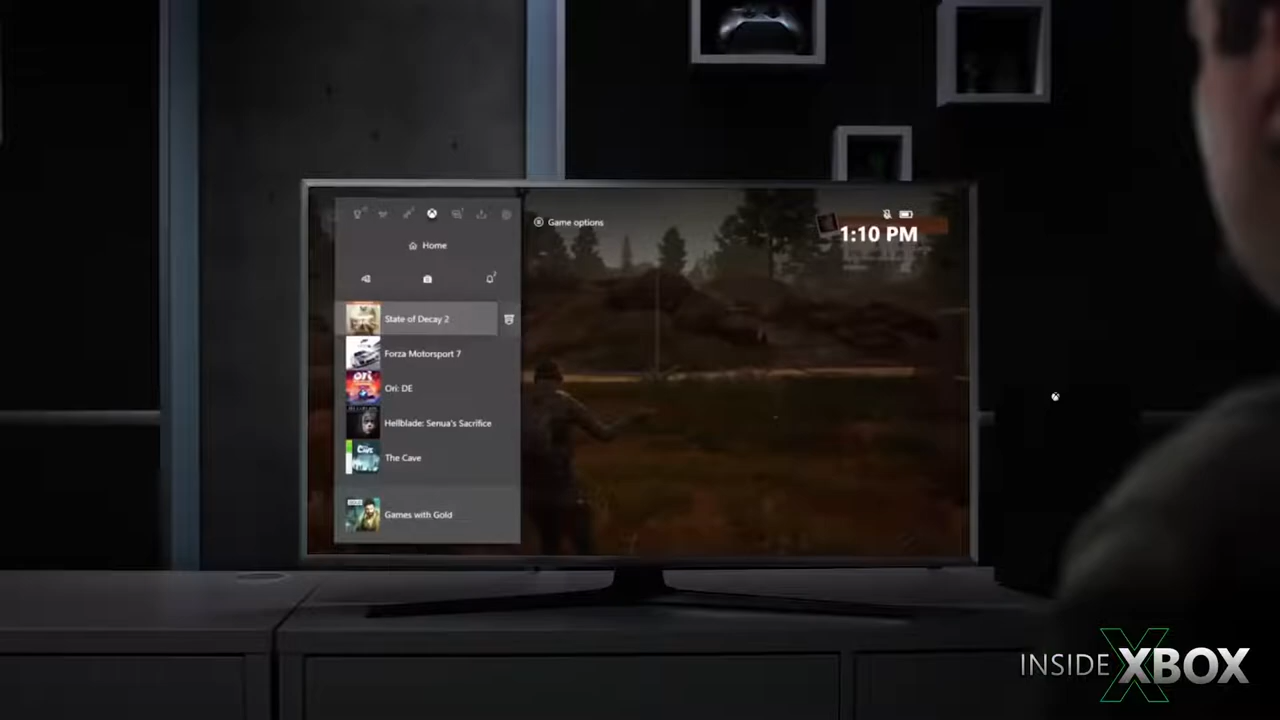 Home
Game options
1:10 PM
State of Decay 2
Forza Motorsport 7
Ori: DE
Hellblade: Senua's Sacrifice
The Cave
Games with Gold
INSIDE XBOX